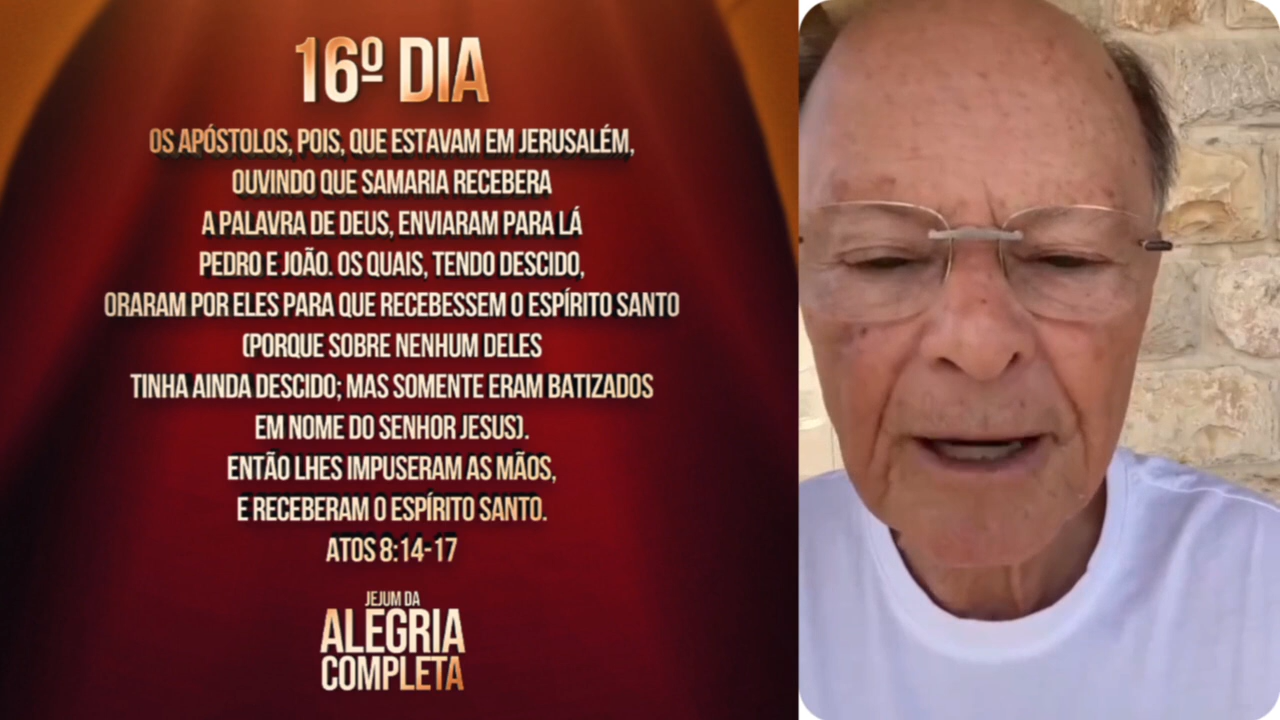 16º DIA
OS APÓSTOLOS, POIS, QUE ESTAVAM EM JERUSALÉM,
OUVINDO QUE SAMARIA RECEBERA
A PALAVRA DE DEUS, ENVIARAM PARA LÁ
PEDRO E JOÃO. OS QUAIS, TENDO DESCIDO,
ORARAM POR ELES PARA QUE RECEBESSEM O ESPÍRITO SANTO
(PORQUE SOBRE NENHUM DELES
TINHA AINDA DESCIDO; MAS SOMENTE ERAM BATIZADOS
EM NOME DO SENHOR JESUS).
ENTÃO LHES IMPUSERAM AS MÃOS,
E RECEBERAM O ESPÍRITO SANTO.
ATOS 8:14-17
JEJUM DA
ALEGRIA
COMPLETA